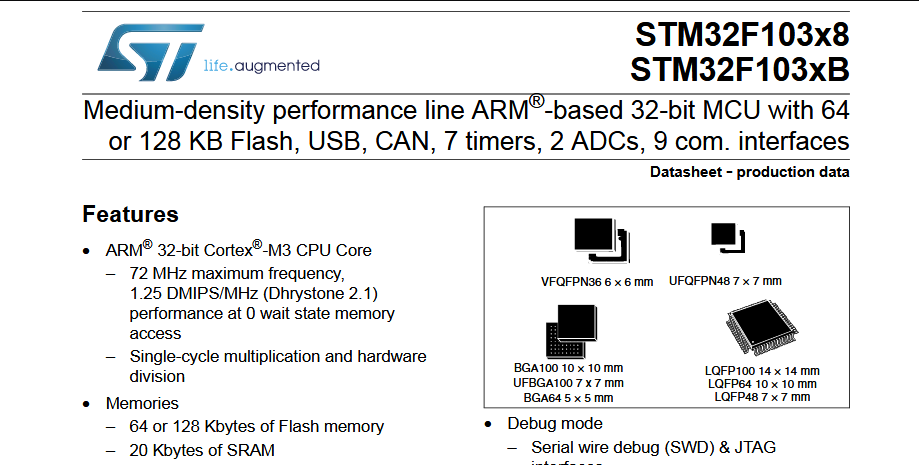 life.augmented
STM32F103x8
STM32F103xB
Medium-density performance line ARM®-based 32-bit MCU with 64
or 128 KB Flash, USB, CAN, 7 timers, 2 ADCs, 9 com. interfaces
Datasheet - production data
Features
• ARM® 32-bit Cortex®-M3 CPU Core
– 72 MHz maximum frequency,
1.25 DMIPS/MHz (Dhrystone 2.1)
performance at 0 wait state memory
access
– Single-cycle multiplication and hardware
division
• Memories
– 64 or 128 Kbytes of Flash memory
– 20 Kbytes of SRAM
VFQFPN36 6 × 6 mm
UFQFPN48 7 × 7 mm
BGA100 10 × 10 mm
UFBGA100 7 x 7 mm
BGA64 5 × 5 mm
LQFP100 14 × 14 mm
LQFP64 10 × 10 mm
LQFP48 7 × 7 mm
• Debug mode
– Serial wire debug (SWD) & JTAG